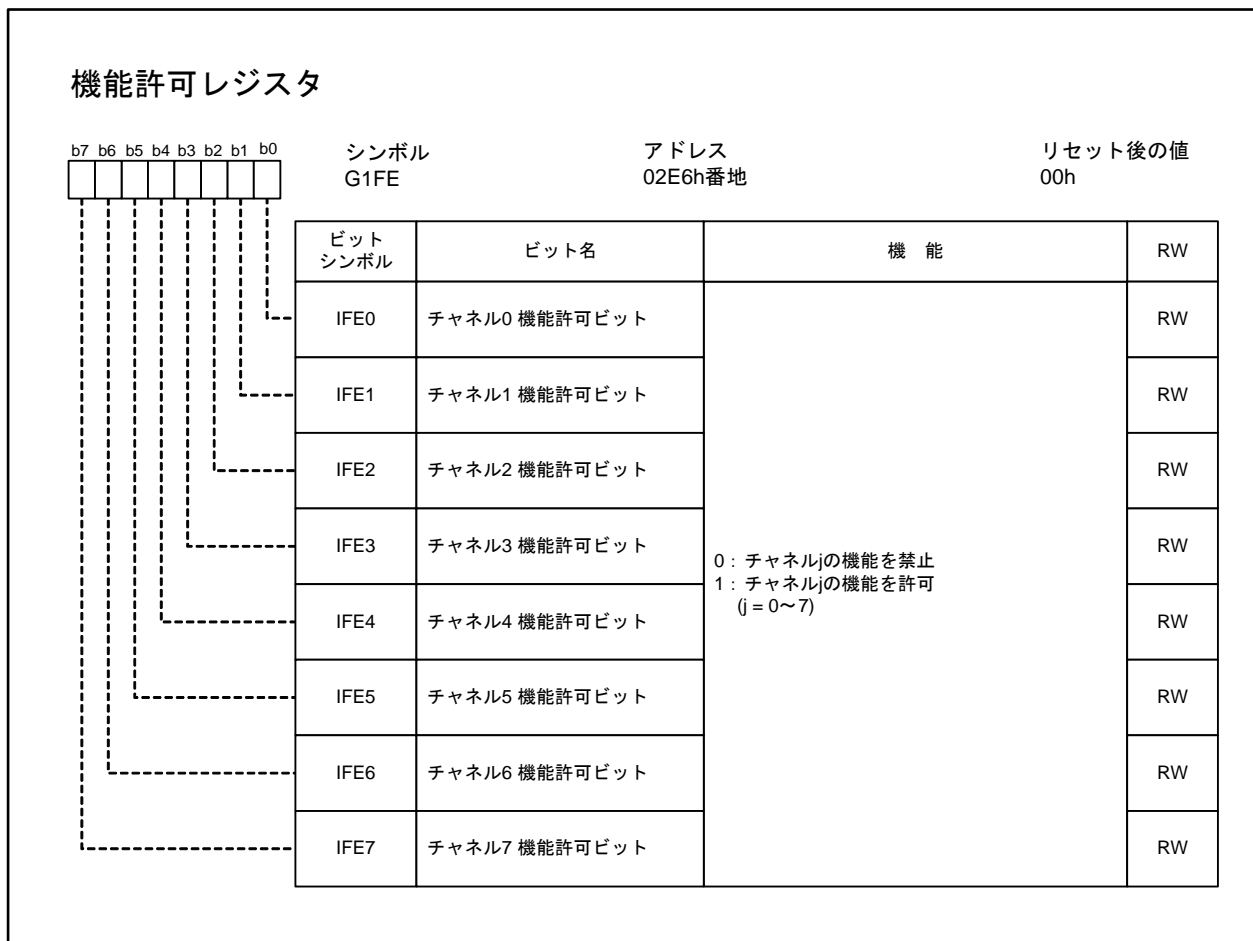 機能許可レジスタ
b7 b6 b5 b4 b3 b2 b1 b0
シンボル アドレス リセット後の値
G1FE 02E6h番地 00h
ビット
シンボル
ビット名
機 能
RW
IFE0 チャネル0 機能許可ビット RW
IFE1 チャネル1 機能許可ビット RW
IFE2 チャネル2 機能許可ビット RW
IFE3 チャネル3 機能許可ビット RW
0:チャネルjの機能を禁止
1:チャネルjの機能を許可
(j = 0~7)
IFE4 チャネル4 機能許可ビット RW
IFE5 チャネル5 機能許可ビット RW
IFE6 チャネル6 機能許可ビット RW
IFE7 チャネル7 機能許可ビット RW